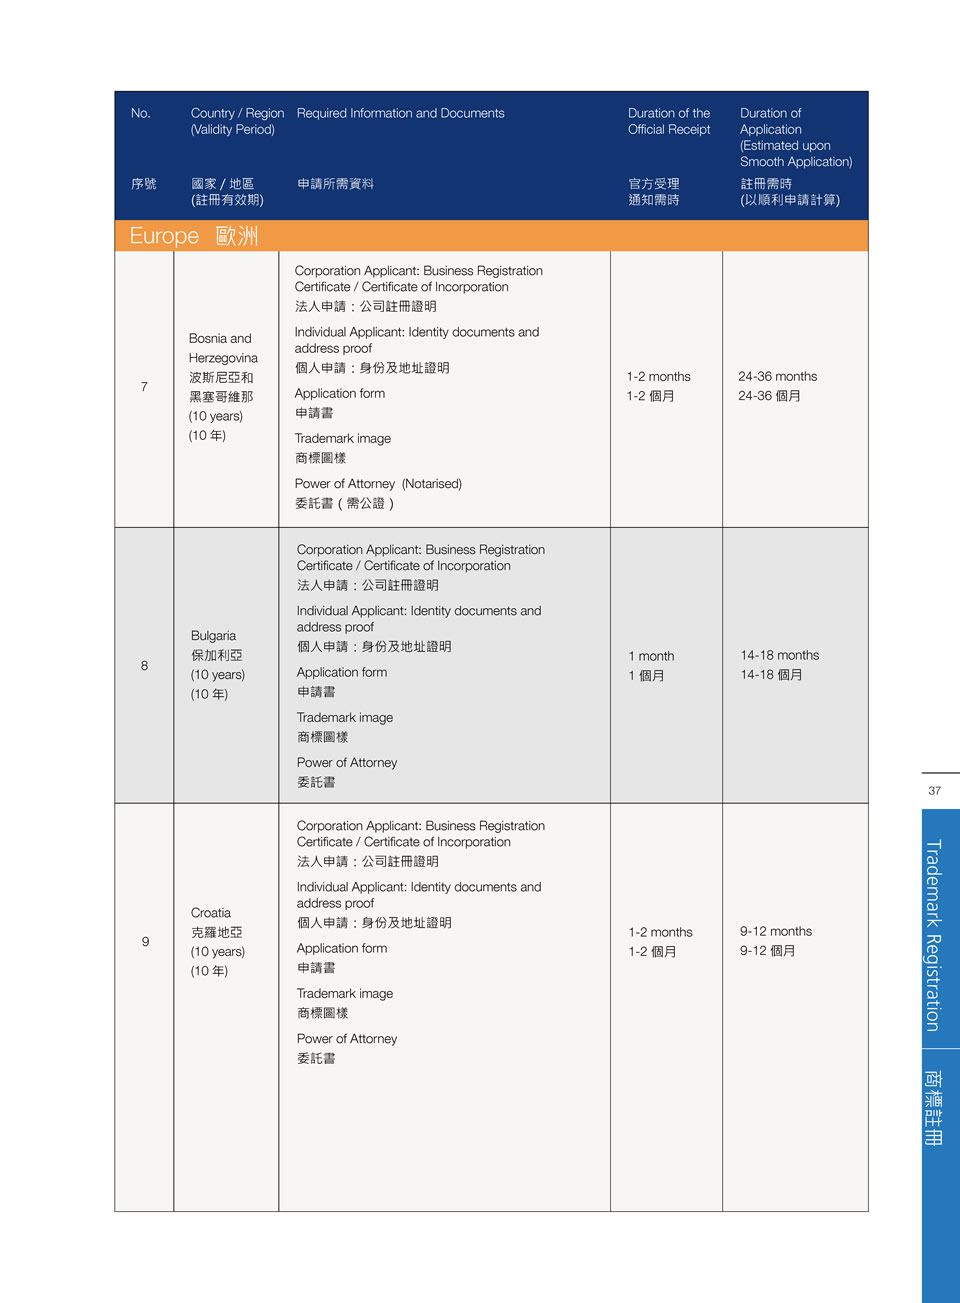 No.
Country / Region
(Validity Period)
Required Information and Documents
Duration of the
Official Receipt
Duration of
Application
(Estimated upon
Smooth Application)
序號
國家 / 地區
(註冊有效期)
申請所需資料
官方受理
通知需時
註冊需時
(以順利申請計算)
Europe 歐洲
7
Bosnia and
Herzegovina
波斯尼亞和
黑塞哥維那
(10 years)
(10 年)
Corporation Applicant: Business Registration
Certificate / Certificate of Incorporation
法人申請：公司註冊證明
Individual Applicant: Identity documents and
address proof
個人申請：身份及地址證明
Application form
申請書
Trademark image
商標圖樣
Power of Attorney (Notarised)
委託書（需公證）
1-2 months
1-2 個月
24-36 months
24-36 個月
8
Bulgaria
保加利亞
(10 years)
(10 年)
Corporation Applicant: Business Registration
Certificate / Certificate of Incorporation
法人申請：公司註冊證明
Individual Applicant: Identity documents and
address proof
個人申請：身份及地址證明
Application form
申請書
Trademark image
商標圖樣
Power of Attorney
委託書
1 month
1 個月
14-18 months
14-18 個月
9
Croatia
克羅地亞
(10 years)
(10 年)
Corporation Applicant: Business Registration
Certificate / Certificate of Incorporation
法人申請：公司註冊證明
Individual Applicant: Identity documents and
address proof
個人申請：身份及地址證明
Application form
申請書
Trademark image
商標圖樣
Power of Attorney
委託書
1-2 months
1-2 個月
9-12 months
9-12 個月
37
Trademark Registration
商標註冊